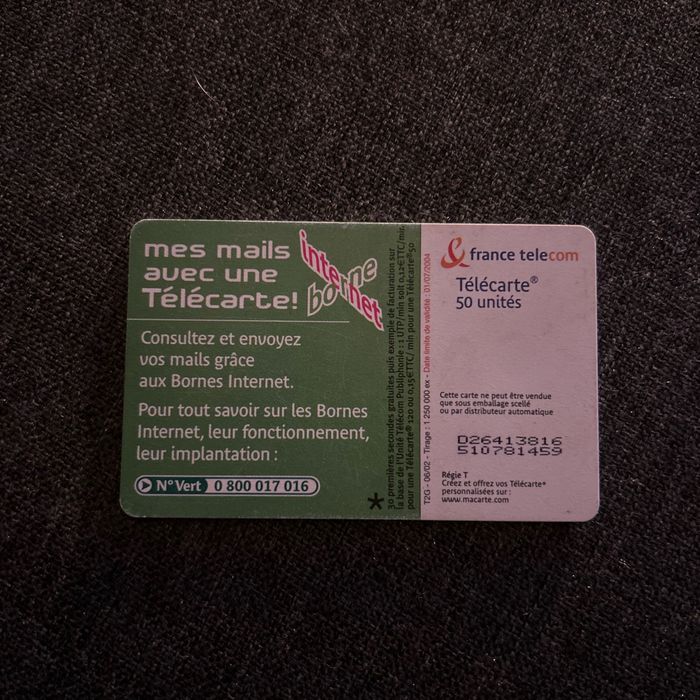 mes mails
avec une
Télécarte!
internet
borne
Consultez et envoyez
vos mails grâce
aux Bornes Internet.
Pour tout savoir sur les Bornes
Internet, leur fonctionnement,
leur implantation :
N° Vert 0 800 017 016
*
30 premières secondes gratuites puis exemple de facturation sur
la base de l'Unité Télécom Publiphonie : 1 UTP/min soit 0,12€TTC/min
pour une Télécarte® 120 ou 0,15€TTC/ min pour une Télécarte®50
T2G - 06/02 - Tirage : 1 250 000 ex - Date limite de validité : 01/07/2004
& france telecom
Télécarte®
50 unités
Cette carte ne peut être vendue
que sous emballage scellé
ou par distributeur automatique
D26413816
510781459
Régie T
Créez et offrez vos Télécarte*
personnalisées sur :
www.macarte.com